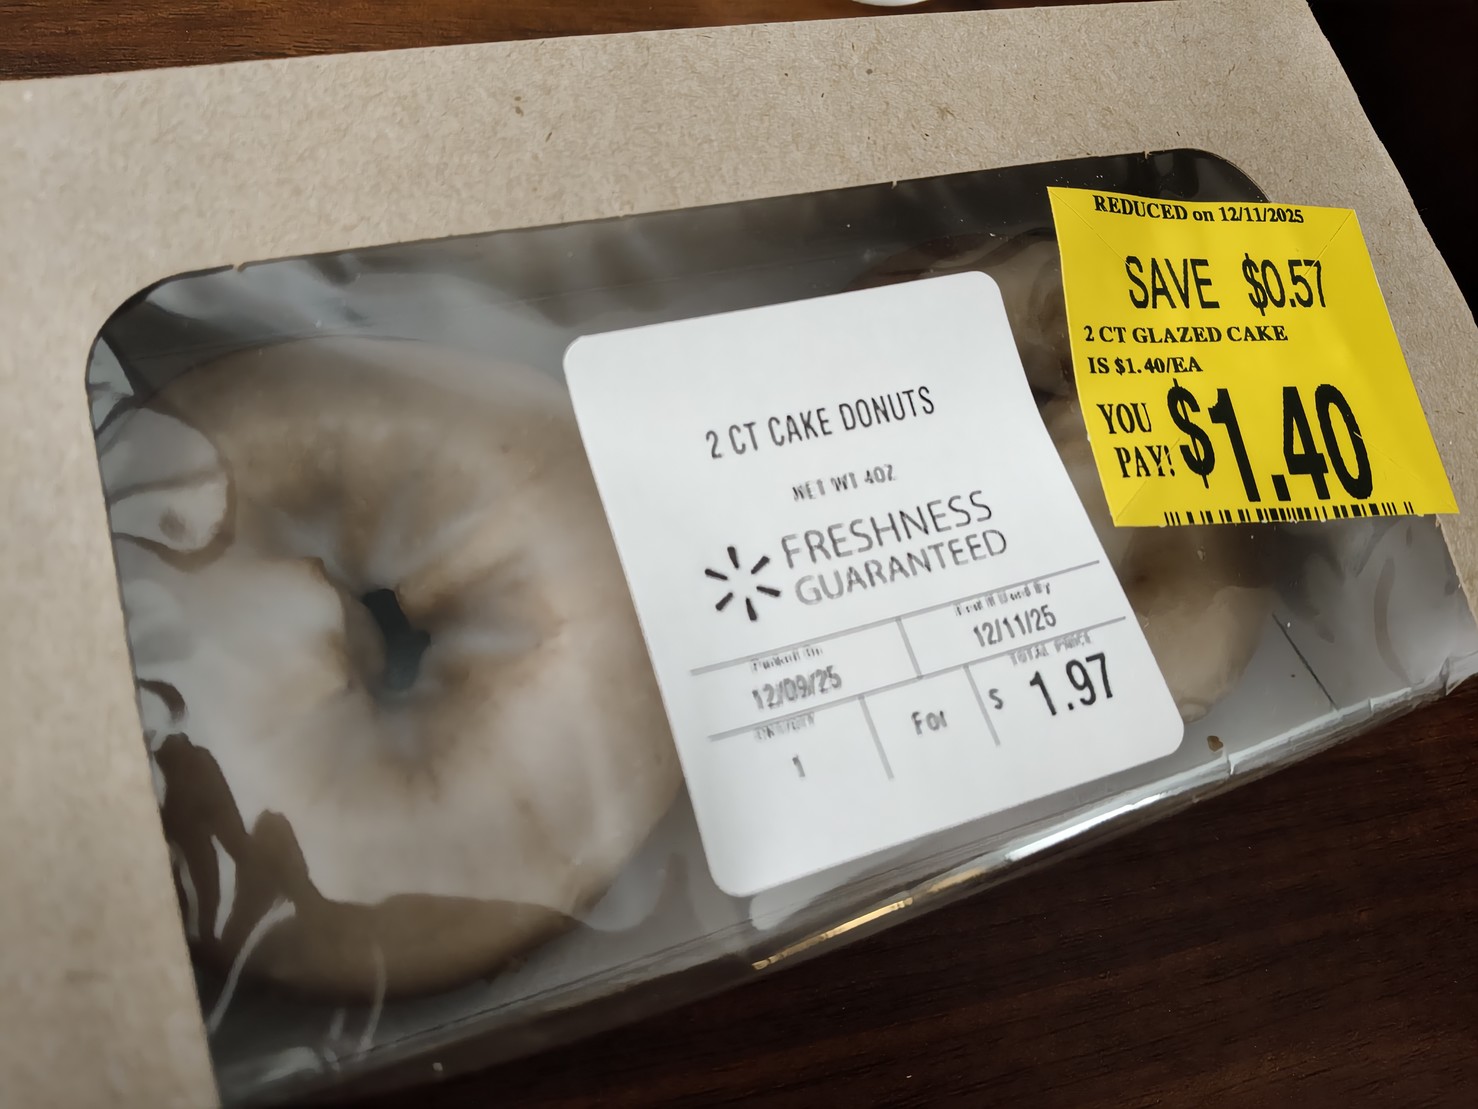 REDUCED on 12/11/2025
SAVE $0.57
2 CT GLAZED CAKE
IS $1.40/EA
YOU
PAY!
$1.40
2 CT CAKE DONUTS
NET WT 4OZ
FRESHNESS
GUARANTEED
12/11/25
12/09/25
TOTAL PRICE
$ 1.97
For
1